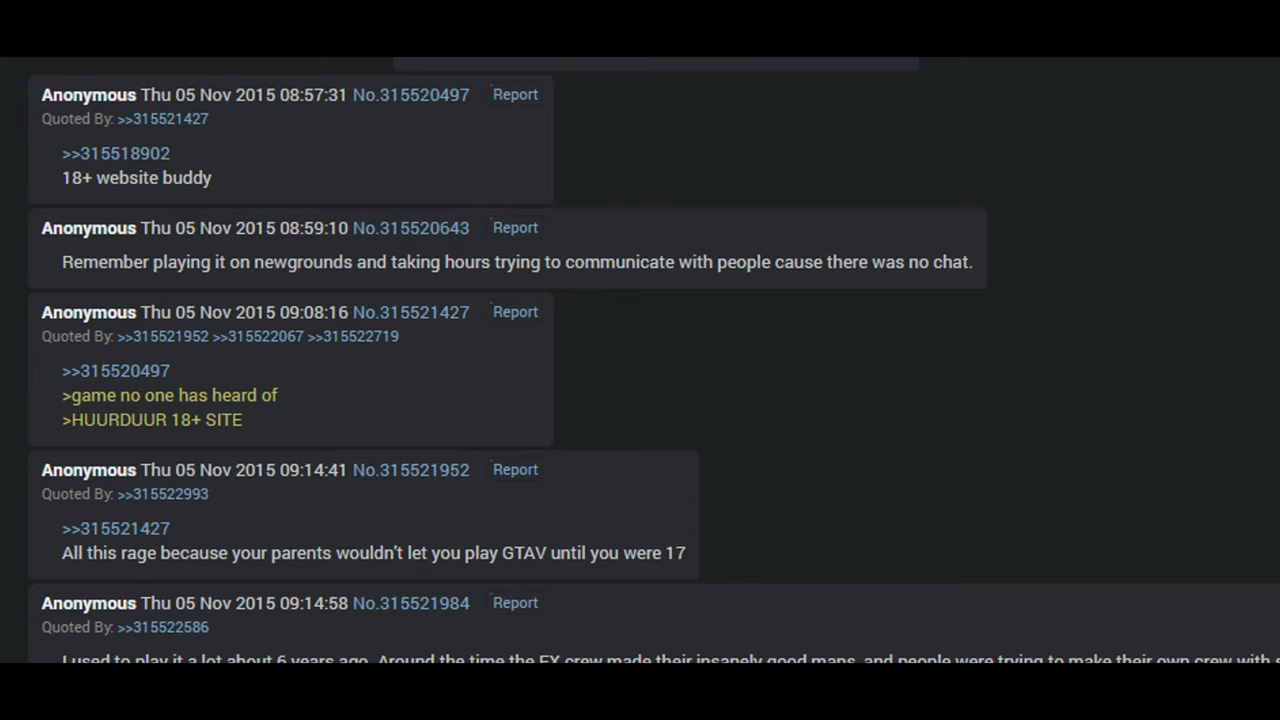 Anonymous Thu 05 Nov 2015 08:57:31 No.315520497 Report
Quoted By: >>315521427
>>315518902
18+ website buddy
Anonymous Thu 05 Nov 2015 08:59:10 No.315520643 Report
Remember playing it on newgrounds and taking hours trying to communicate with people cause there was no chat.
Anonymous Thu 05 Nov 2015 09:08:16 No.315521427 Report
Quoted By: >>315521952 >>315522067 >>315522719
>>315520497
>game no one has heard of
>HUURDUUR 18+ SITE
Anonymous Thu 05 Nov 2015 09:14:41 No.315521952 Report
Quoted By: >>315522993
>>315521427
All this rage because your parents wouldn't let you play GTAV until you were 17
Anonymous Thu 05 Nov 2015 09:14:58 No.315521984 Report
Quoted By: >>315522586
I used to play it a lot about 6 years ago. Around the time the EX crew made their insanely good maps, and people were trying to make their own crew with